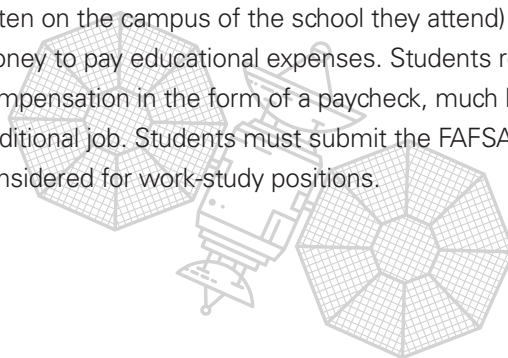 ten on the campus of the school they attend)
ney to pay educational expenses. Students r
mpensation in the form of a paycheck, much l
ditional job. Students must submit the FAFSA
nsidered for work-study positions.